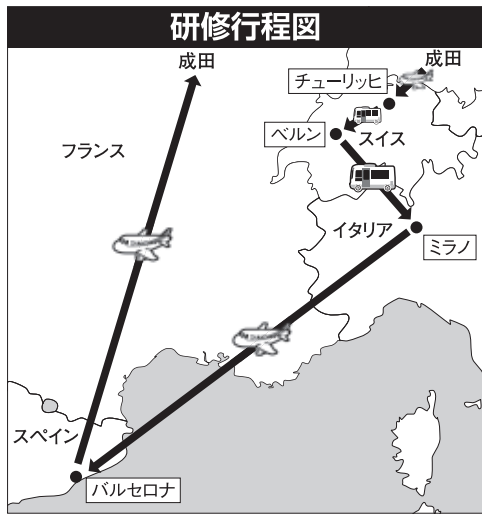 研修行程図
成田
成田
チューリッヒ
ベルン
スイス
フランス
イタリア
ミラノ
スペイン
バルセロナ